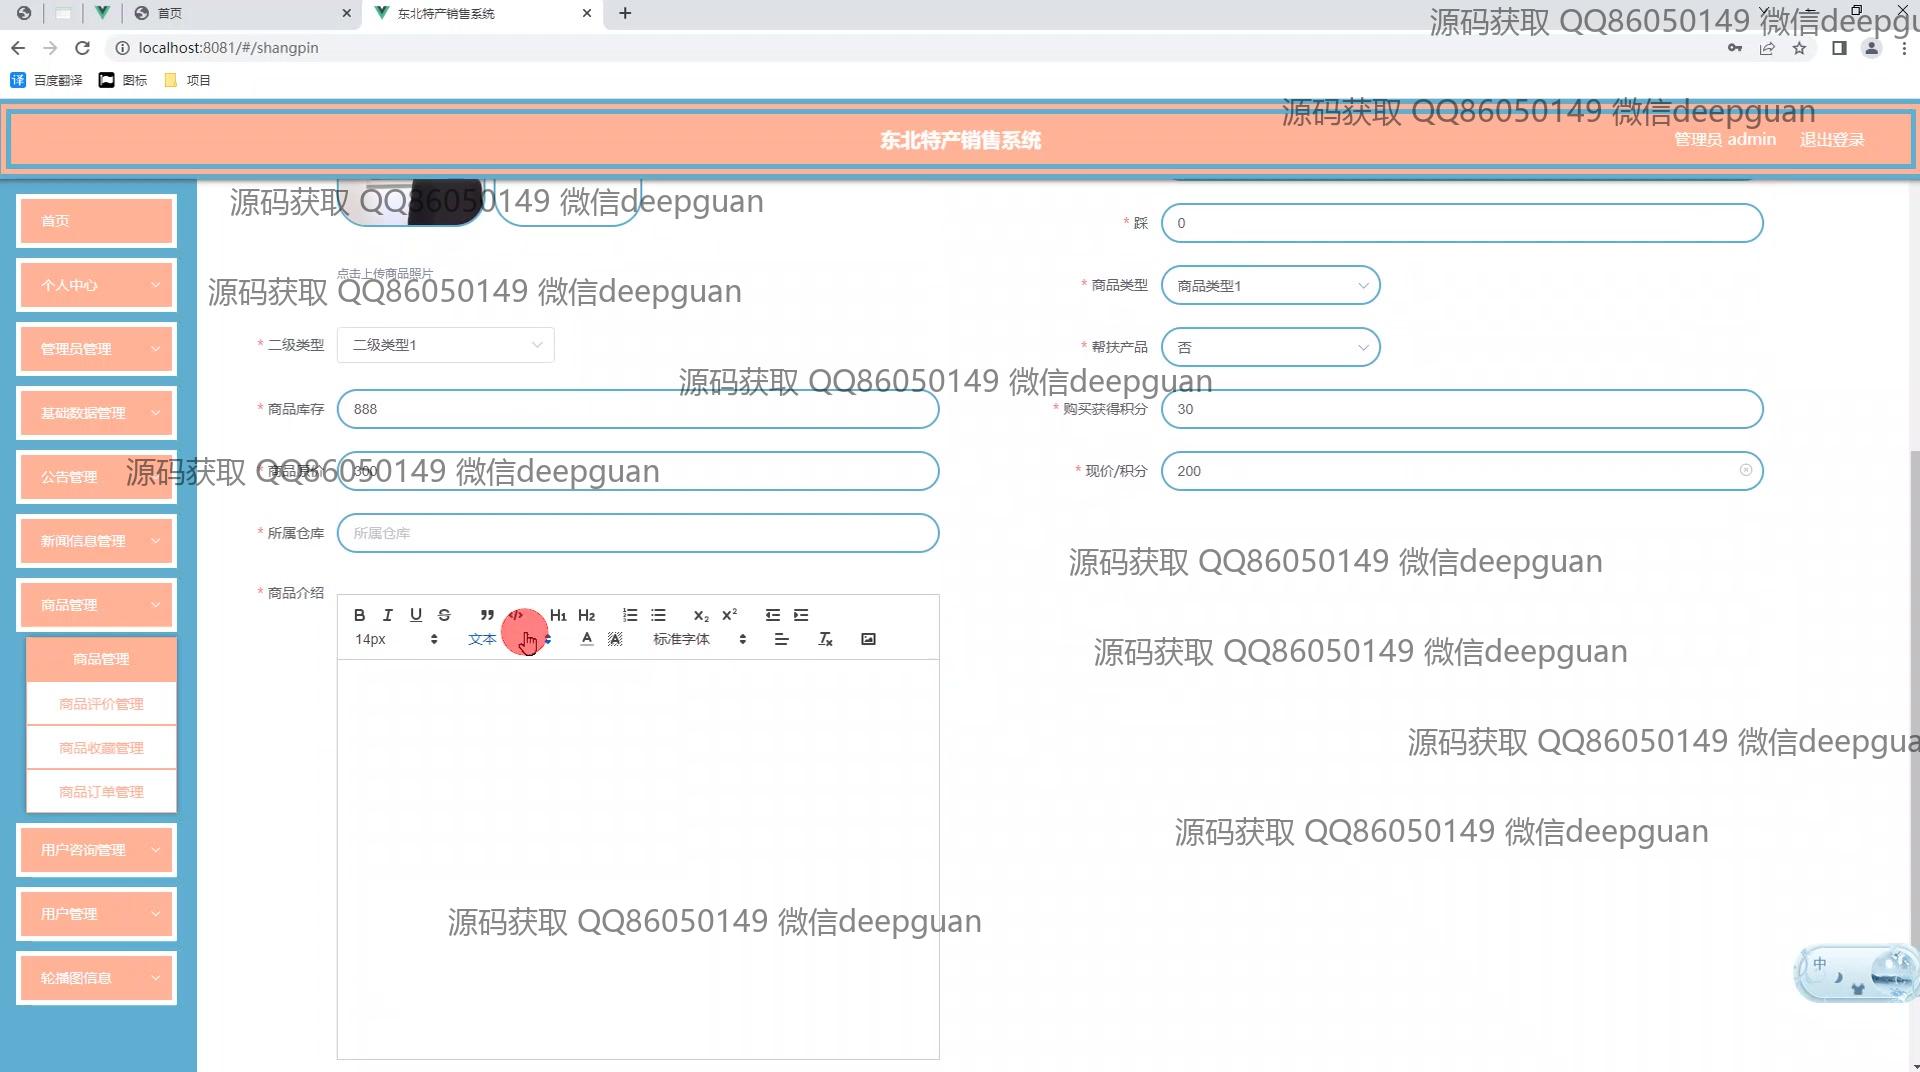 首页
东北特产销售系统
源码获取 QQ86050149 微信deepgu
localhost:8081/#/shangpin
百度翻译 图标 项目
源码获取 QQ86050149 微信deepguan
东北特产销售系统
管理员 admin 退出登录
源码获取 QQ86050149 微信deepguan
首页
* 踩 0
点击上传商品照片
源码获取 QQ86050149 微信deepguan
个人中心
* 商品类型 商品类型1
管理员管理
* 二级类型 二级类型1
* 帮扶产品 否
源码获取 QQ86050149 微信deepguan
基础数据管理
* 商品库存 888
* 购买获得积分 30
公告管理
源码获取 QQ86050149 微信deepguan
* 商品原价 300
* 现价/积分 200
新闻信息管理
* 所属仓库 所属仓库
源码获取 QQ86050149 微信deepguan
商品管理
* 商品介绍
B I U S H1 H2 x2 x2
14px 文本 A A 标准字体 Tx
源码获取 QQ86050149 微信deepguan
商品管理
商品评价管理
商品收藏管理
源码获取 QQ86050149 微信deepgua
商品订单管理
源码获取 QQ86050149 微信deepguan
用户咨询管理
用户管理
源码获取 QQ86050149 微信deepguan
轮播图信息
中